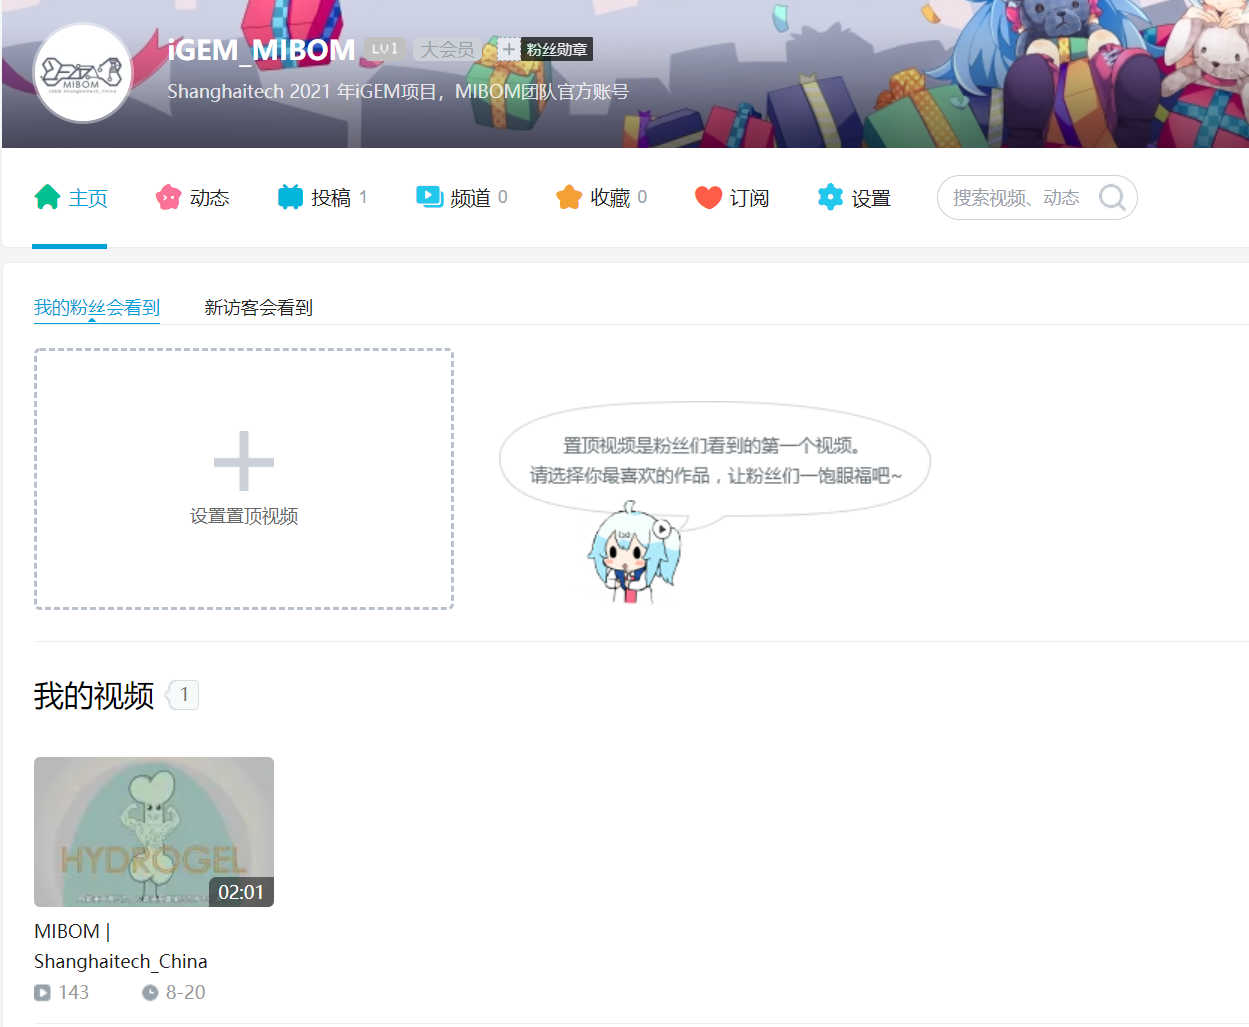 iGEM_MIBOM LV1 大会员 + 粉丝勋章
MIBOM
Shanghaitech 2021 年iGEM项目，MIBOM团队官方账号
主页 动态 投稿 1 频道 0 收藏 0 订阅 设置 搜索视频、动态
我的粉丝会看到 新访客会看到
置顶视频是粉丝们看到的第一个视频。
请选择你最喜欢的作品，让粉丝们一饱眼福吧~
设置置顶视频
我的视频 1
HYDROGEL
02:01
MIBOM |
Shanghaitech_China
143 8-20